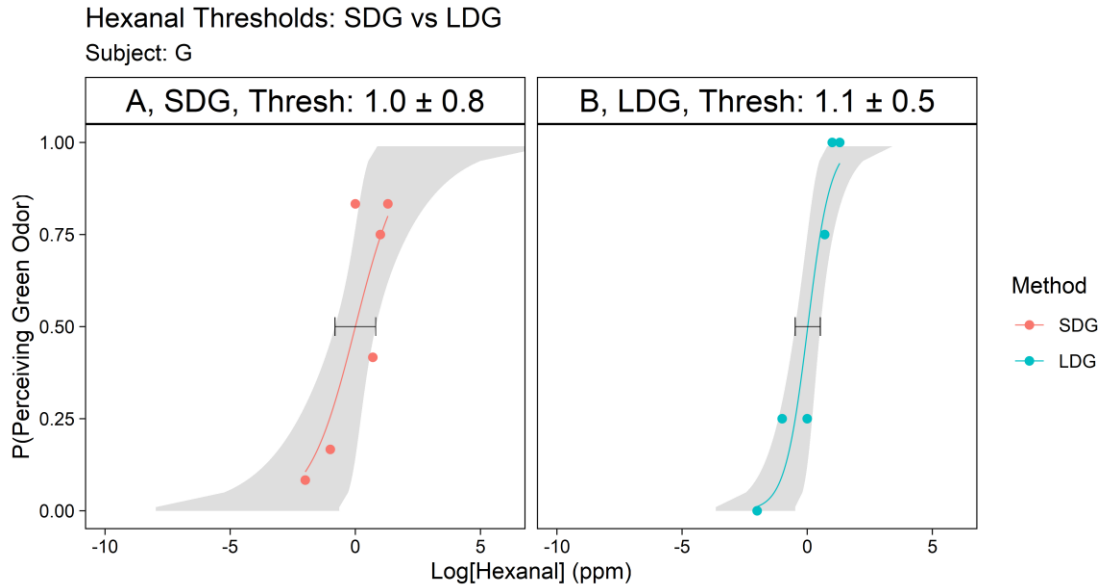 Hexanal Thresholds: SDG vs LDG
Subject: G
A, SDG, Thresh: 1.0 ± 0.8
B, LDG, Thresh: 1.1 ± 0.5
P(Perceiving Green Odor)
1.00
0.75
0.50
0.25
0.00
-10
-5
0
5
-10
-5
0
5
Log[Hexanal] (ppm)
Method
SDG
LDG